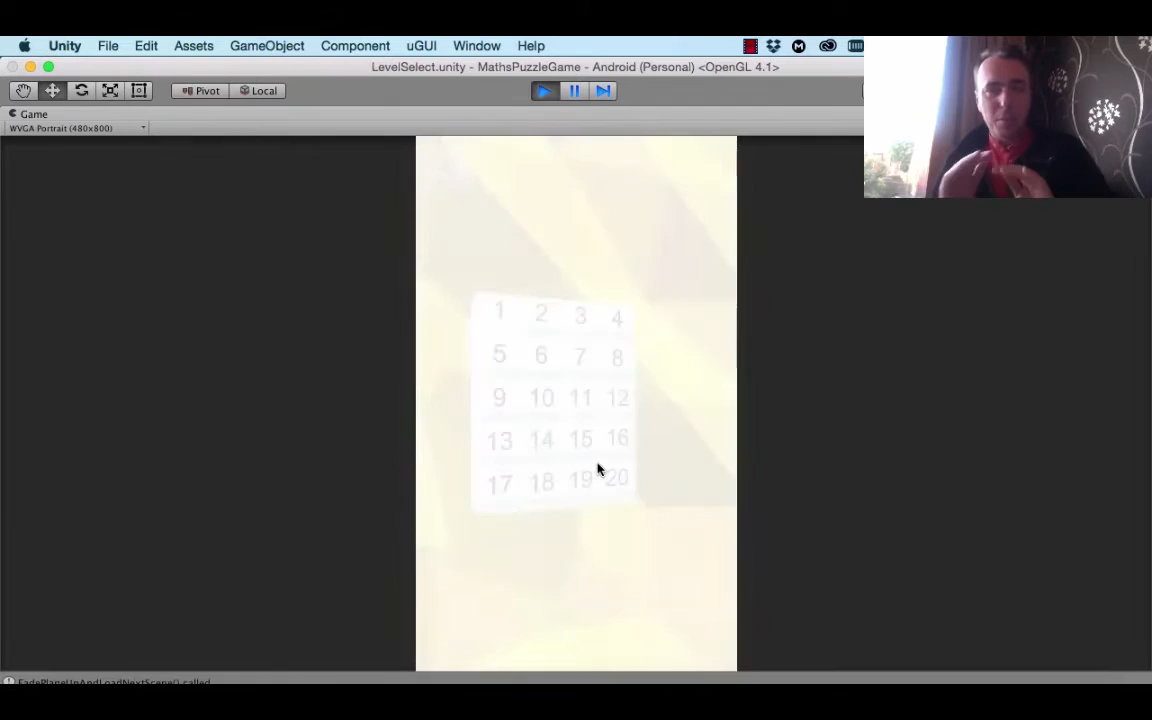 Unity File Edit Assets GameObject Component uGUI Window Help
LevelSelect.unity - MathsPuzzleGame - Android (Personal) <OpenGL 4.1>
Pivot Local
Game
WVGA Portrait (480x800)
1 2 3 4
5 6 7 8
9 10 11 12
13 14 15 16
17 18 19 20
FadePlaneUpAndLoadNextScene() called